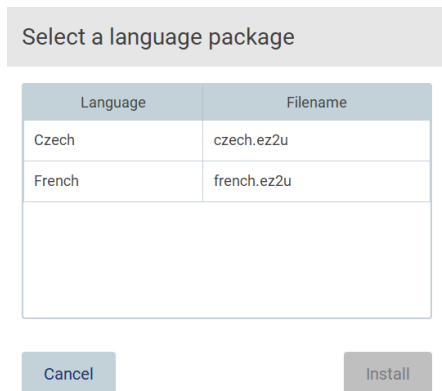 Select a language package
Language Filename
Czech czech.ez2u
French french.ez2u
Cancel Install